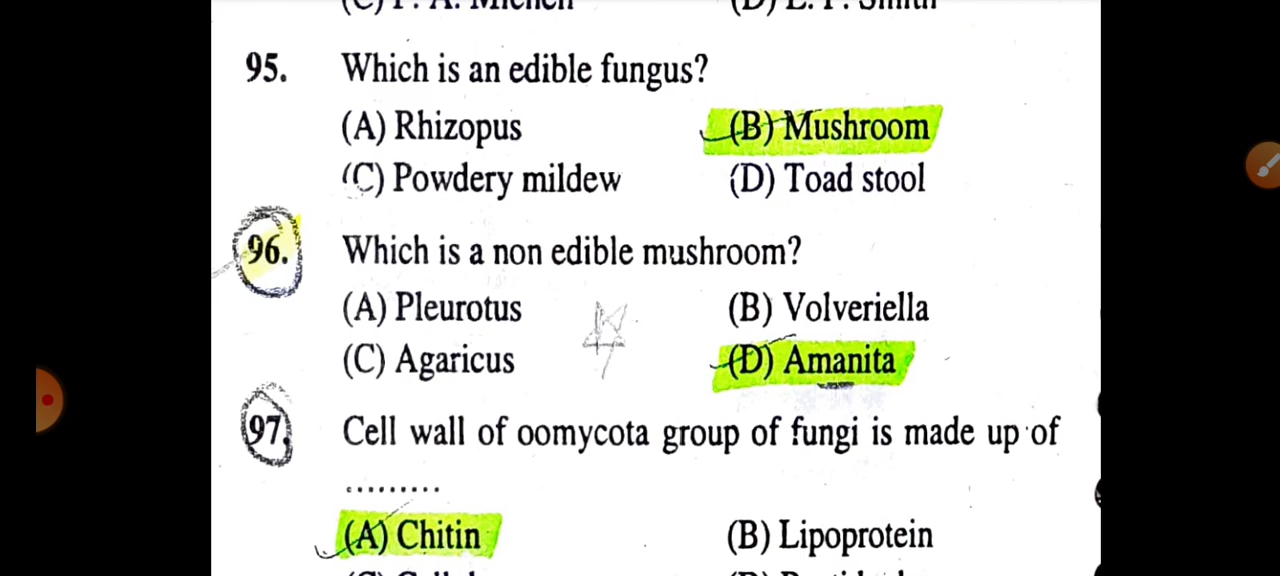 95. Which is an edible fungus?
(A) Rhizopus (B) Mushroom
(C) Powdery mildew (D) Toad stool
96. Which is a non edible mushroom?
(A) Pleurotus (B) Volveriella
(C) Agaricus (D) Amanita
97. Cell wall of oomycota group of fungi is made up of
.........
(A) Chitin (B) Lipoprotein